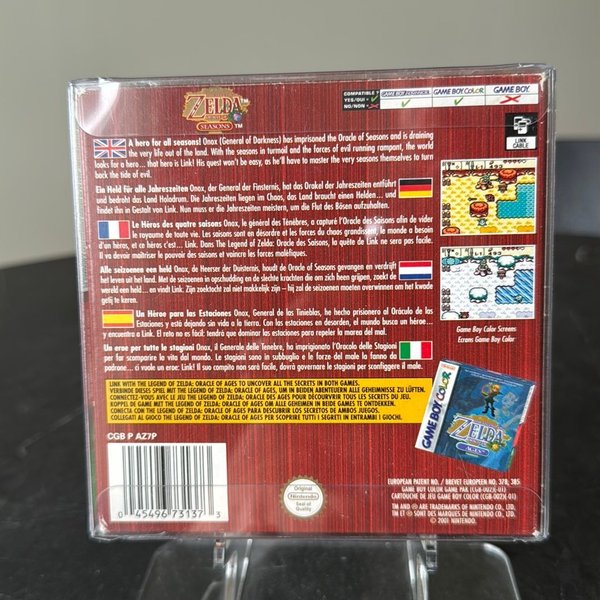 THE LEGEND OF
ZELDA
ORACLE OF
SEASONS™
COMPATIBLE ?
YES/OUI = ✓
NO/NON = ✗
GAME BOY ADVANCE
GAME BOY COLOR
GAME BOY
LINK
CABLE
A hero for all seasons! Onox (General of Darkness) has imprisoned the Oracle of Seasons and is draining
the very life out of the land. With the seasons in turmoil and the forces of evil running rampant, the world
looks for a hero... that hero is Link! His quest won't be easy, as he'll have to master the very seasons themselves to turn
back the tide of evil.
Ein Held für alle Jahreszeiten Onox, der General der Finsternis, hat das Orakel der Jahreszeiten entführt
und bedroht das Land Holodrum. Die Jahreszeiten liegen im Chaos, das Land braucht einen Helden... und
findet ihn in Gestalt von Link. Nun muss er die Jahreszeiten meistern, um die Flut des Bösen aufzuhalten.
Le Héros des quatre saisons Onox, le général des Ténèbres, a capturé l'Oracle des Saisons afin de vider
le royaume de toute vie. Les saisons sont en désordre et les forces du chaos grandissent, le monde a besoin
d'un héros, et ce héros c'est... Link. Dans The Legend of Zelda: Oracle des Saisons, la quête de Link ne sera pas facile.
Il va devoir maîtriser le pouvoir des saisons et vaincre les forces maléfiques.
Alle seizoenen een held Onox, de Heerser der Duisternis, houdt de Oracle of Seasons gevangen en verdrijft
het leven uit het land. Met de seizoenen in opschudding en de slechte krachten die om zich heen grijpen, zoekt de
wereld een held... en vindt Link. Zijn zoektocht zal niet makkelijk zijn – hij zal de seizoenen moeten overwinnen om het kwade
gelijk te keren.
Un Héroe para las Estaciones Onox, General de las Tinieblas, ha hecho prisionero al Oráculo de las
Estaciones y está dejando sin vida a la tierra. Con las estaciones en desorden, el mundo busca un héroe...
y encuentra a Link. El reto no es fácil: tendrá que dominar las estaciones para repeler la marea del mal.
Un eroe per tutte le stagioni Onox, il Generale delle Tenebre, ha imprigionato l'Oracolo delle Stagioni
per far scomparire la vita dal mondo. Le stagioni sono in subbuglio e le forze del male la fanno da
padrone... ci vuole un eroe: Link! Il suo compito non sarà facile, dovrà governare le stagioni per sconfiggere il male.
Game Boy Color Screens
Ecrans Game Boy Color
LINK WITH THE LEGEND OF ZELDA: ORACLE OF AGES TO UNCOVER ALL THE SECRETS IN BOTH GAMES.
VERBINDE DIESES SPIEL MIT THE LEGEND OF ZELDA: ORACLE OF AGES, UM IN BEIDEN ABENTEUERN ALLE GEHEIMNISSE ZU LÜFTEN.
CONNECTEZ-VOUS AVEC LE JEU THE LEGEND OF ZELDA: ORACLE DES AGES POUR DÉCOUVRIR TOUS LES SECRETS DU JEU.
KOPPEL DE GAME MET THE LEGEND OF ZELDA: ORACLE OF AGES OM ALLE GEHEIMEN IN BEIDE GAMES TE ONTDEKKEN.
CONECTA CON THE LEGEND OF ZELDA: ORACLE OF AGES PARA DESCUBRIR LOS SECRETOS DE AMBOS JUEGOS.
COLLEGATI AL GIOCO THE LEGEND OF ZELDA: ORACLE OF AGES PER SCOPRIRE TUTTI I SEGRETI IN ENTRAMBI I GIOCHI.
GAME BOY COLOR
ZELDA
AGES
CGB P AZ7P
0 45496 73137 3
Original
Nintendo
Seal of
Quality
EUROPEAN PATENT NO. / BREVET EUROPEEN NO. 378, 385
GAME BOY COLOR GAME PAK (CGB-002)(-01)
CARTOUCHE DE JEU GAME BOY COLOR (CGB-002)(-01)
TM AND ® ARE TRADEMARKS OF NINTENDO CO., LTD.
TM ET ® SONT DES MARQUES DE NINTENDO CO., LTD.
© 2001 NINTENDO.